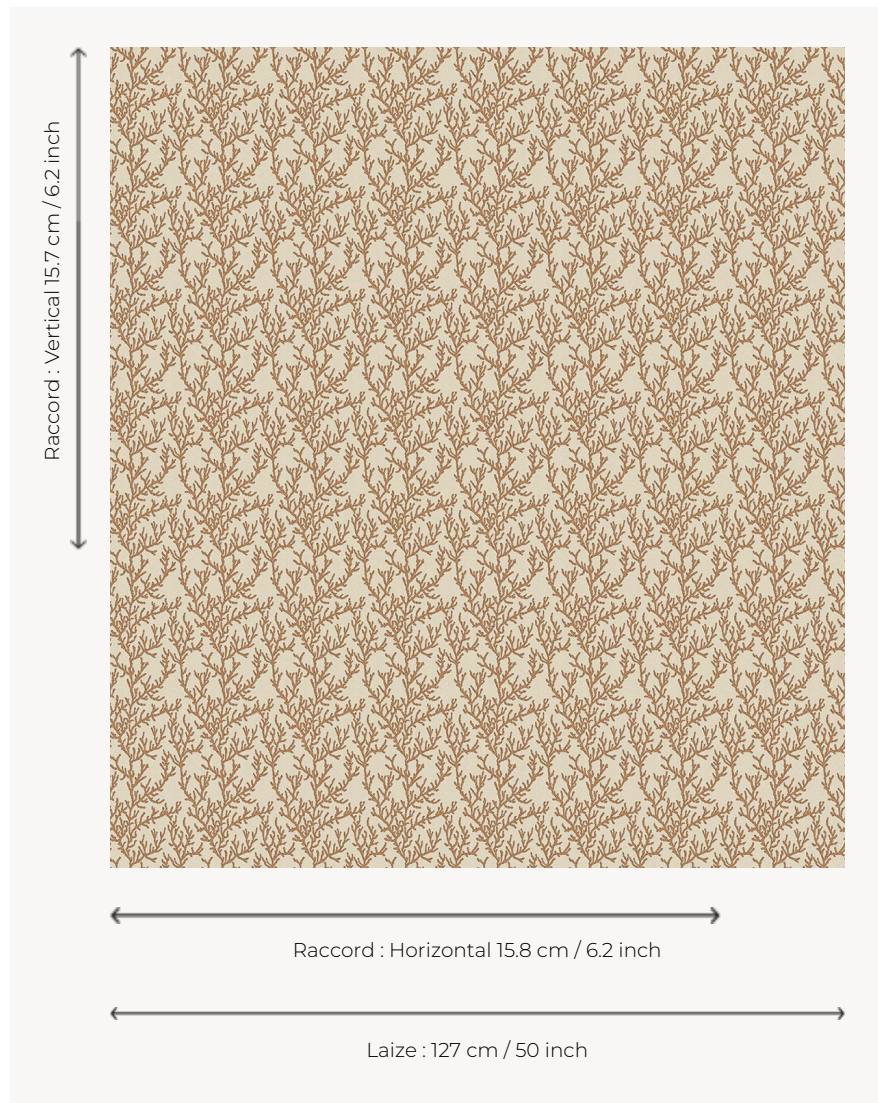 Raccord : Vertical 15.7 cm / 6.2 inch
Raccord : Horizontal 15.8 cm / 6.2 inch
Laize : 127 cm / 50 inch